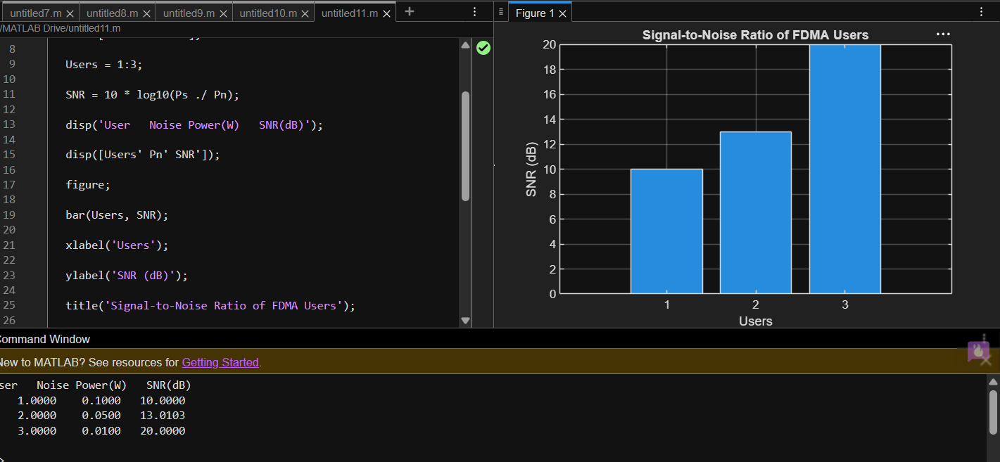 untitled7.m × untitled8.m × untitled9.m × untitled10.m × untitled11.m × +
/MATLAB Drive/untitled11.m
8
9 Users = 1:3;
10
11 SNR = 10 * log10(Ps ./ Pn);
12
13 disp('User   Noise Power(W)   SNR(dB)');
14
15 disp([Users' Pn' SNR']);
16
17 figure;
18
19 bar(Users, SNR);
20
21 xlabel('Users');
22
23 ylabel('SNR (dB)');
24
25 title('Signal-to-Noise Ratio of FDMA Users');
26
Figure 1 ×
Signal-to-Noise Ratio of FDMA Users
20
18
16
14
12
10
8
6
4
2
0
SNR (dB)
1 2 3
Users
ommand Window
New to MATLAB? See resources for Getting Started.
ser   Noise Power(W)   SNR(dB)
1.0000    0.1000   10.0000
2.0000    0.0500   13.0103
3.0000    0.0100   20.0000